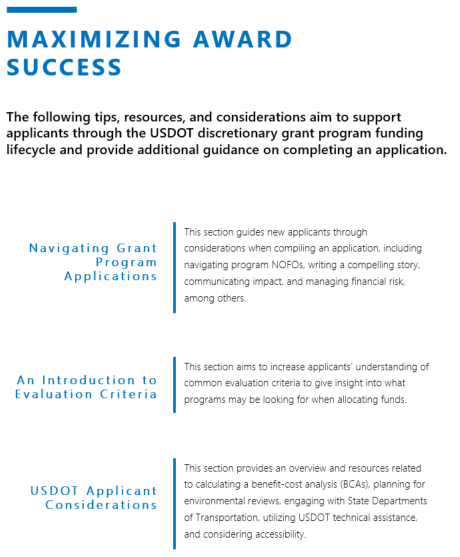 MAXIMIZING AWARD
SUCCESS
The following tips, resources, and considerations aim to support
applicants through the USDOT discretionary grant program funding
lifecycle and provide additional guidance on completing an application.
Navigating Grant
Program
Applications
This section guides new applicants through
considerations when compiling an application, including
navigating program NOFOs, writing a compelling story,
communicating impact, and managing financial risk,
among others.
An Introduction to
Evaluation Criteria
This section aims to increase applicants’ understanding of
common evaluation criteria to give insight into what
programs may be looking for when allocating funds.
USDOT Applicant
Considerations
This section provides an overview and resources related
to calculating a benefit-cost analysis (BCAs), planning for
environmental reviews, engaging with State Departments
of Transportation, utilizing USDOT technical assistance,
and considering accessibility.